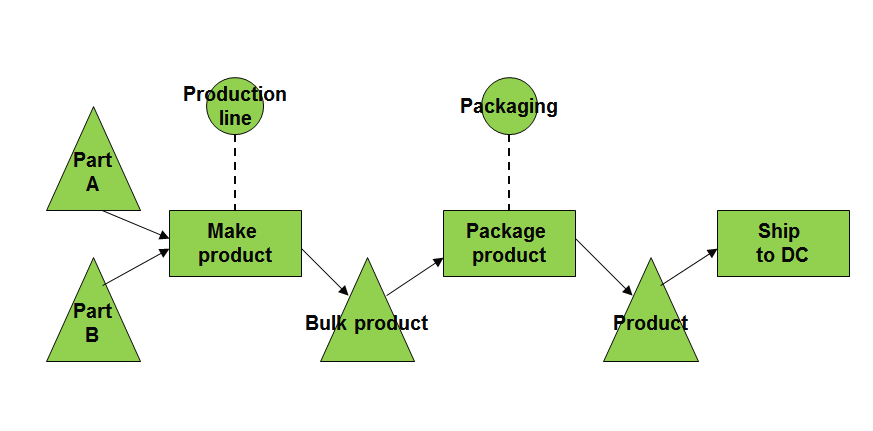 Production
line
Packaging
Part
A
Make
product
Package
product
Ship
to DC
Part
B
Bulk product
Product